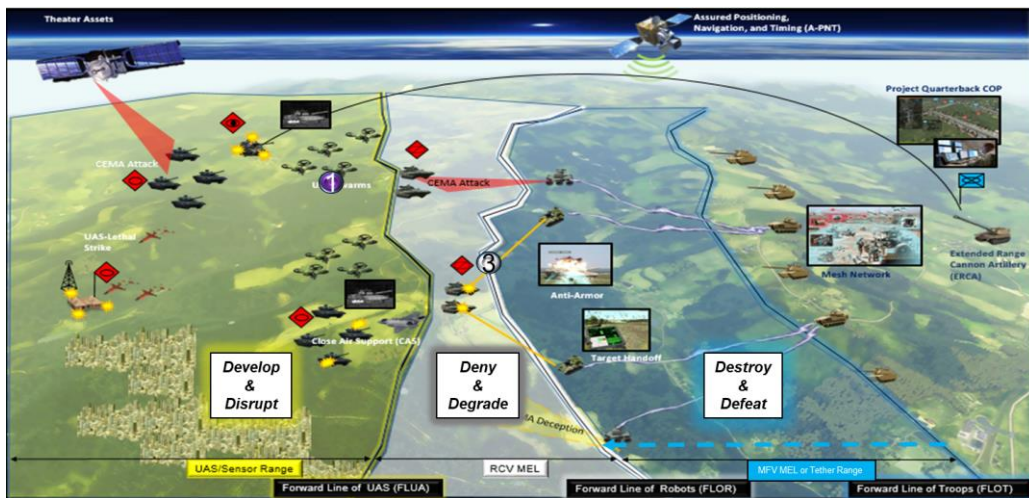 Theater Assets
Assured Positioning,
Navigation, and Timing (A-PNT)
Project Quarterback COP
CEMA Attack
1
CEMA Attack
UAS-Lethal
Strike
3
Anti-Armor
Mesh Network
Extended Range
Cannon Artillery
(ERCA)
Close Air Support (CAS)
Target Handoff
Develop
&
Disrupt
Deny
&
Degrade
Destroy
&
Defeat
Deception
UAS/Sensor Range
RCV MEL
MFV MEL or Tether Range
Forward Line of UAS (FLUA)
Forward Line of Robots (FLOR)
Forward Line of Troops (FLOT)